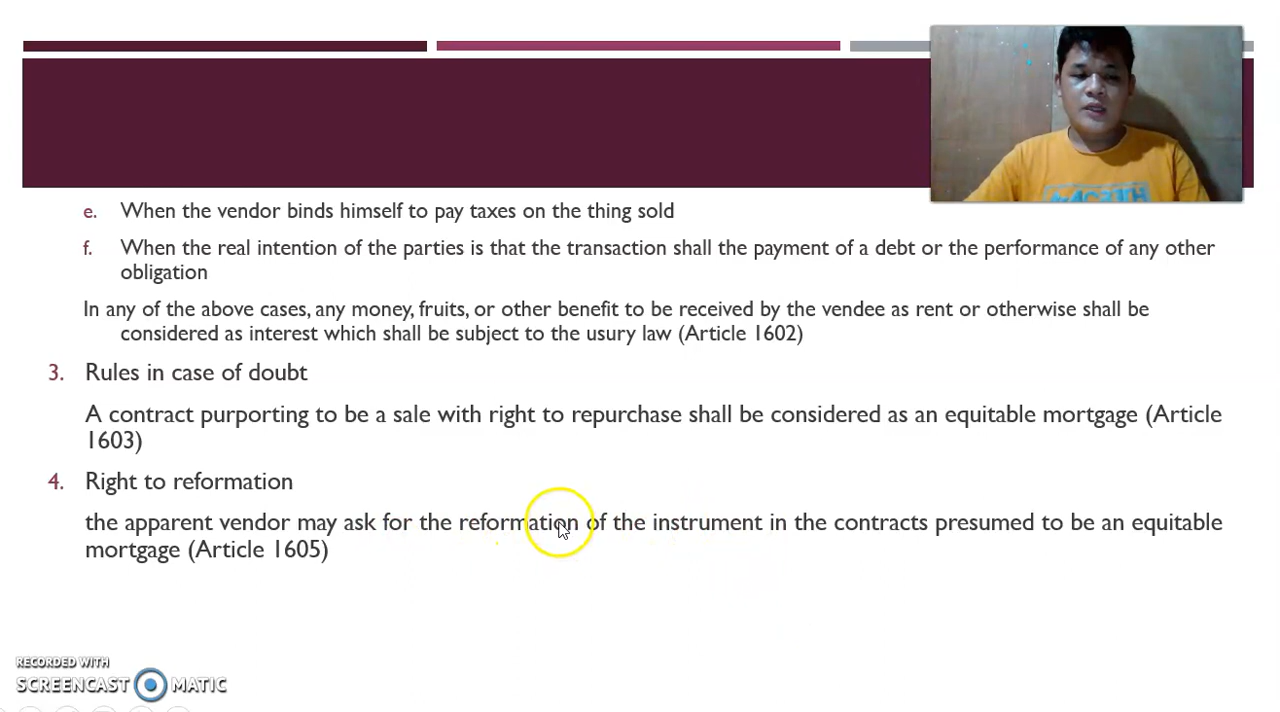 e. When the vendor binds himself to pay taxes on the thing sold
f. When the real intention of the parties is that the transaction shall the payment of a debt or the performance of any other
obligation
In any of the above cases, any money, fruits, or other benefit to be received by the vendee as rent or otherwise shall be
considered as interest which shall be subject to the usury law (Article 1602)
3. Rules in case of doubt
A contract purporting to be a sale with right to repurchase shall be considered as an equitable mortgage (Article
1603)
4. Right to reformation
the apparent vendor may ask for the reformation of the instrument in the contracts presumed to be an equitable
mortgage (Article 1605)
RECORDED WITH
SCREENCAST MATIC